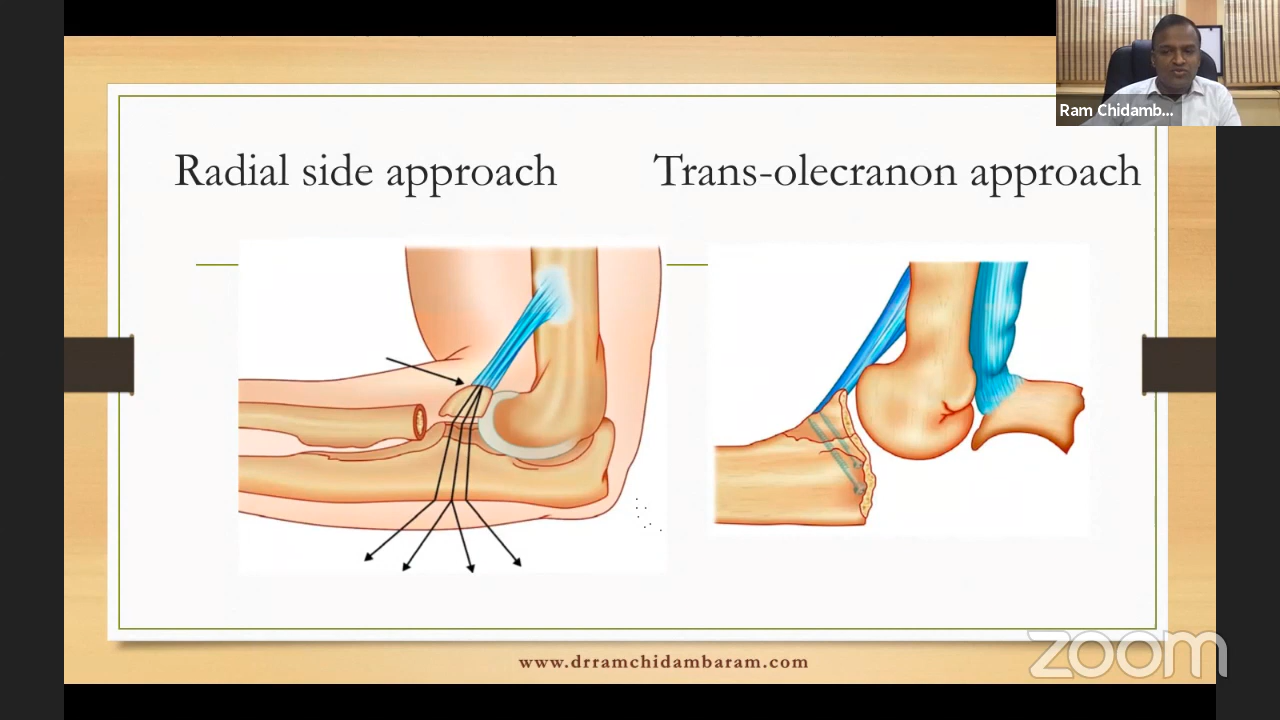 Ram Chidamb...
Radial side approach
Trans-olecranon approach
www.drramchidambaram.com
zoom